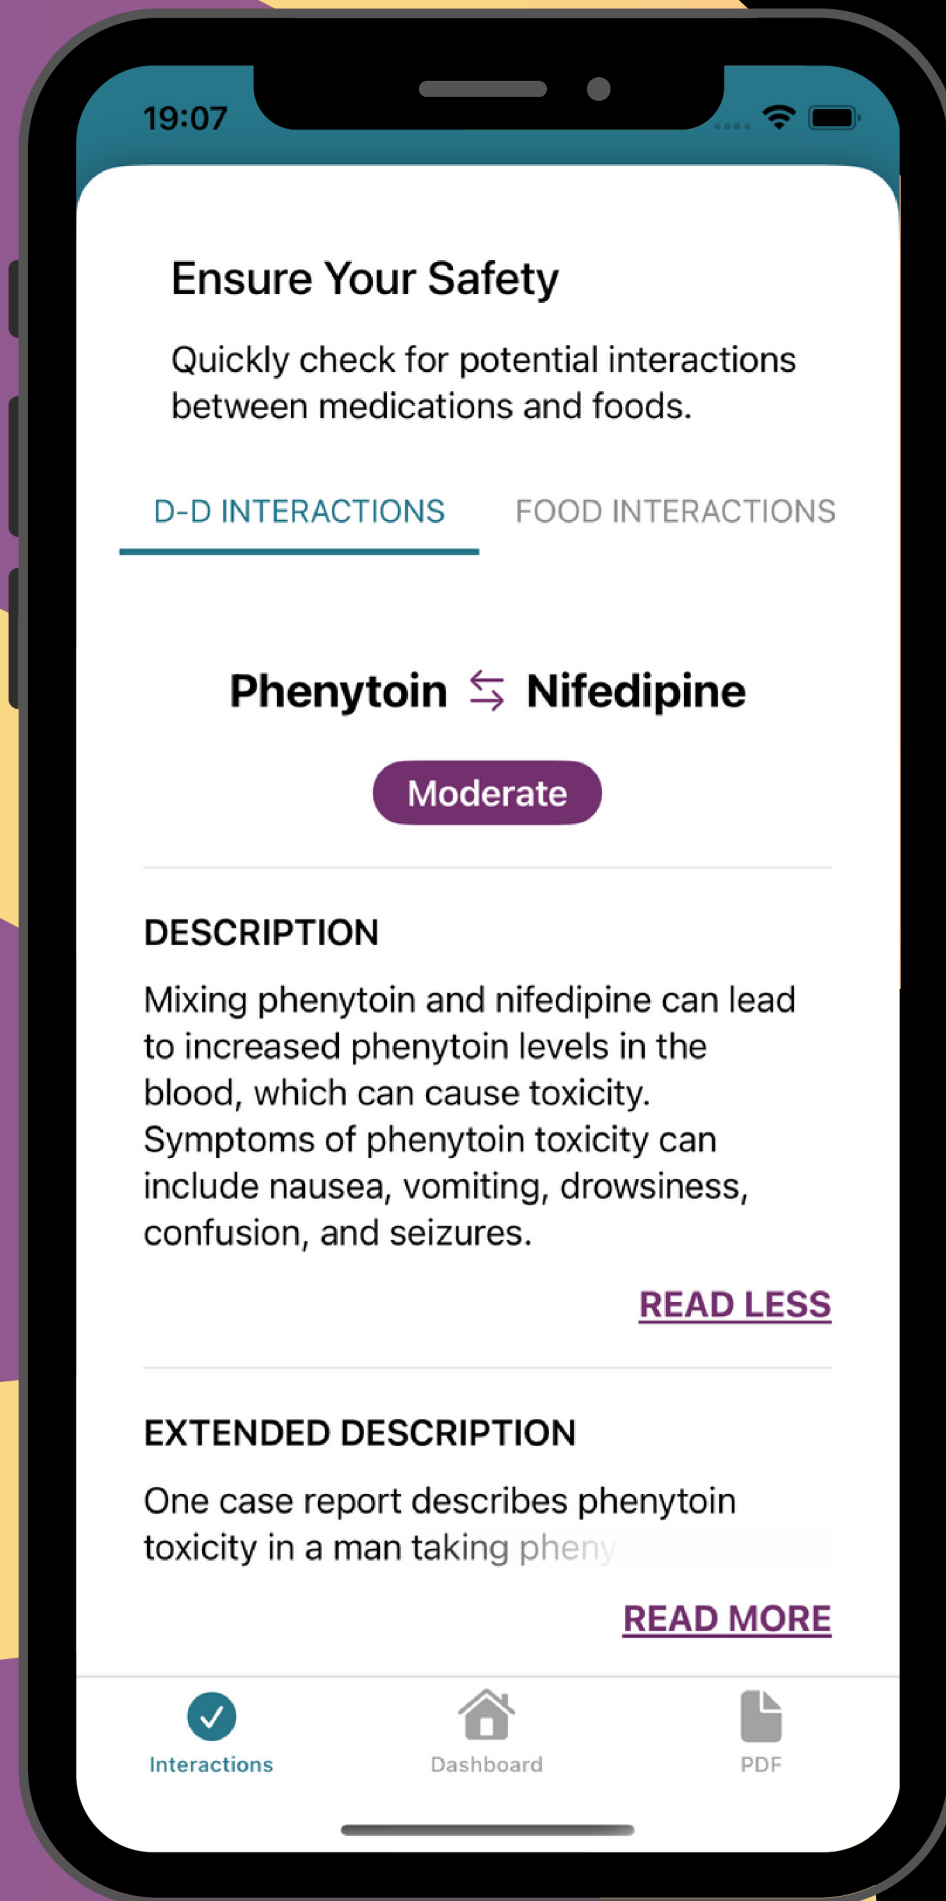 19:07
Ensure Your Safety
Quickly check for potential interactions
between medications and foods.
D-D INTERACTIONS FOOD INTERACTIONS
Phenytoin ⇆ Nifedipine
Moderate
DESCRIPTION
Mixing phenytoin and nifedipine can lead
to increased phenytoin levels in the
blood, which can cause toxicity.
Symptoms of phenytoin toxicity can
include nausea, vomiting, drowsiness,
confusion, and seizures.
READ LESS
EXTENDED DESCRIPTION
One case report describes phenytoin
toxicity in a man taking pheny
READ MORE
Interactions Dashboard PDF